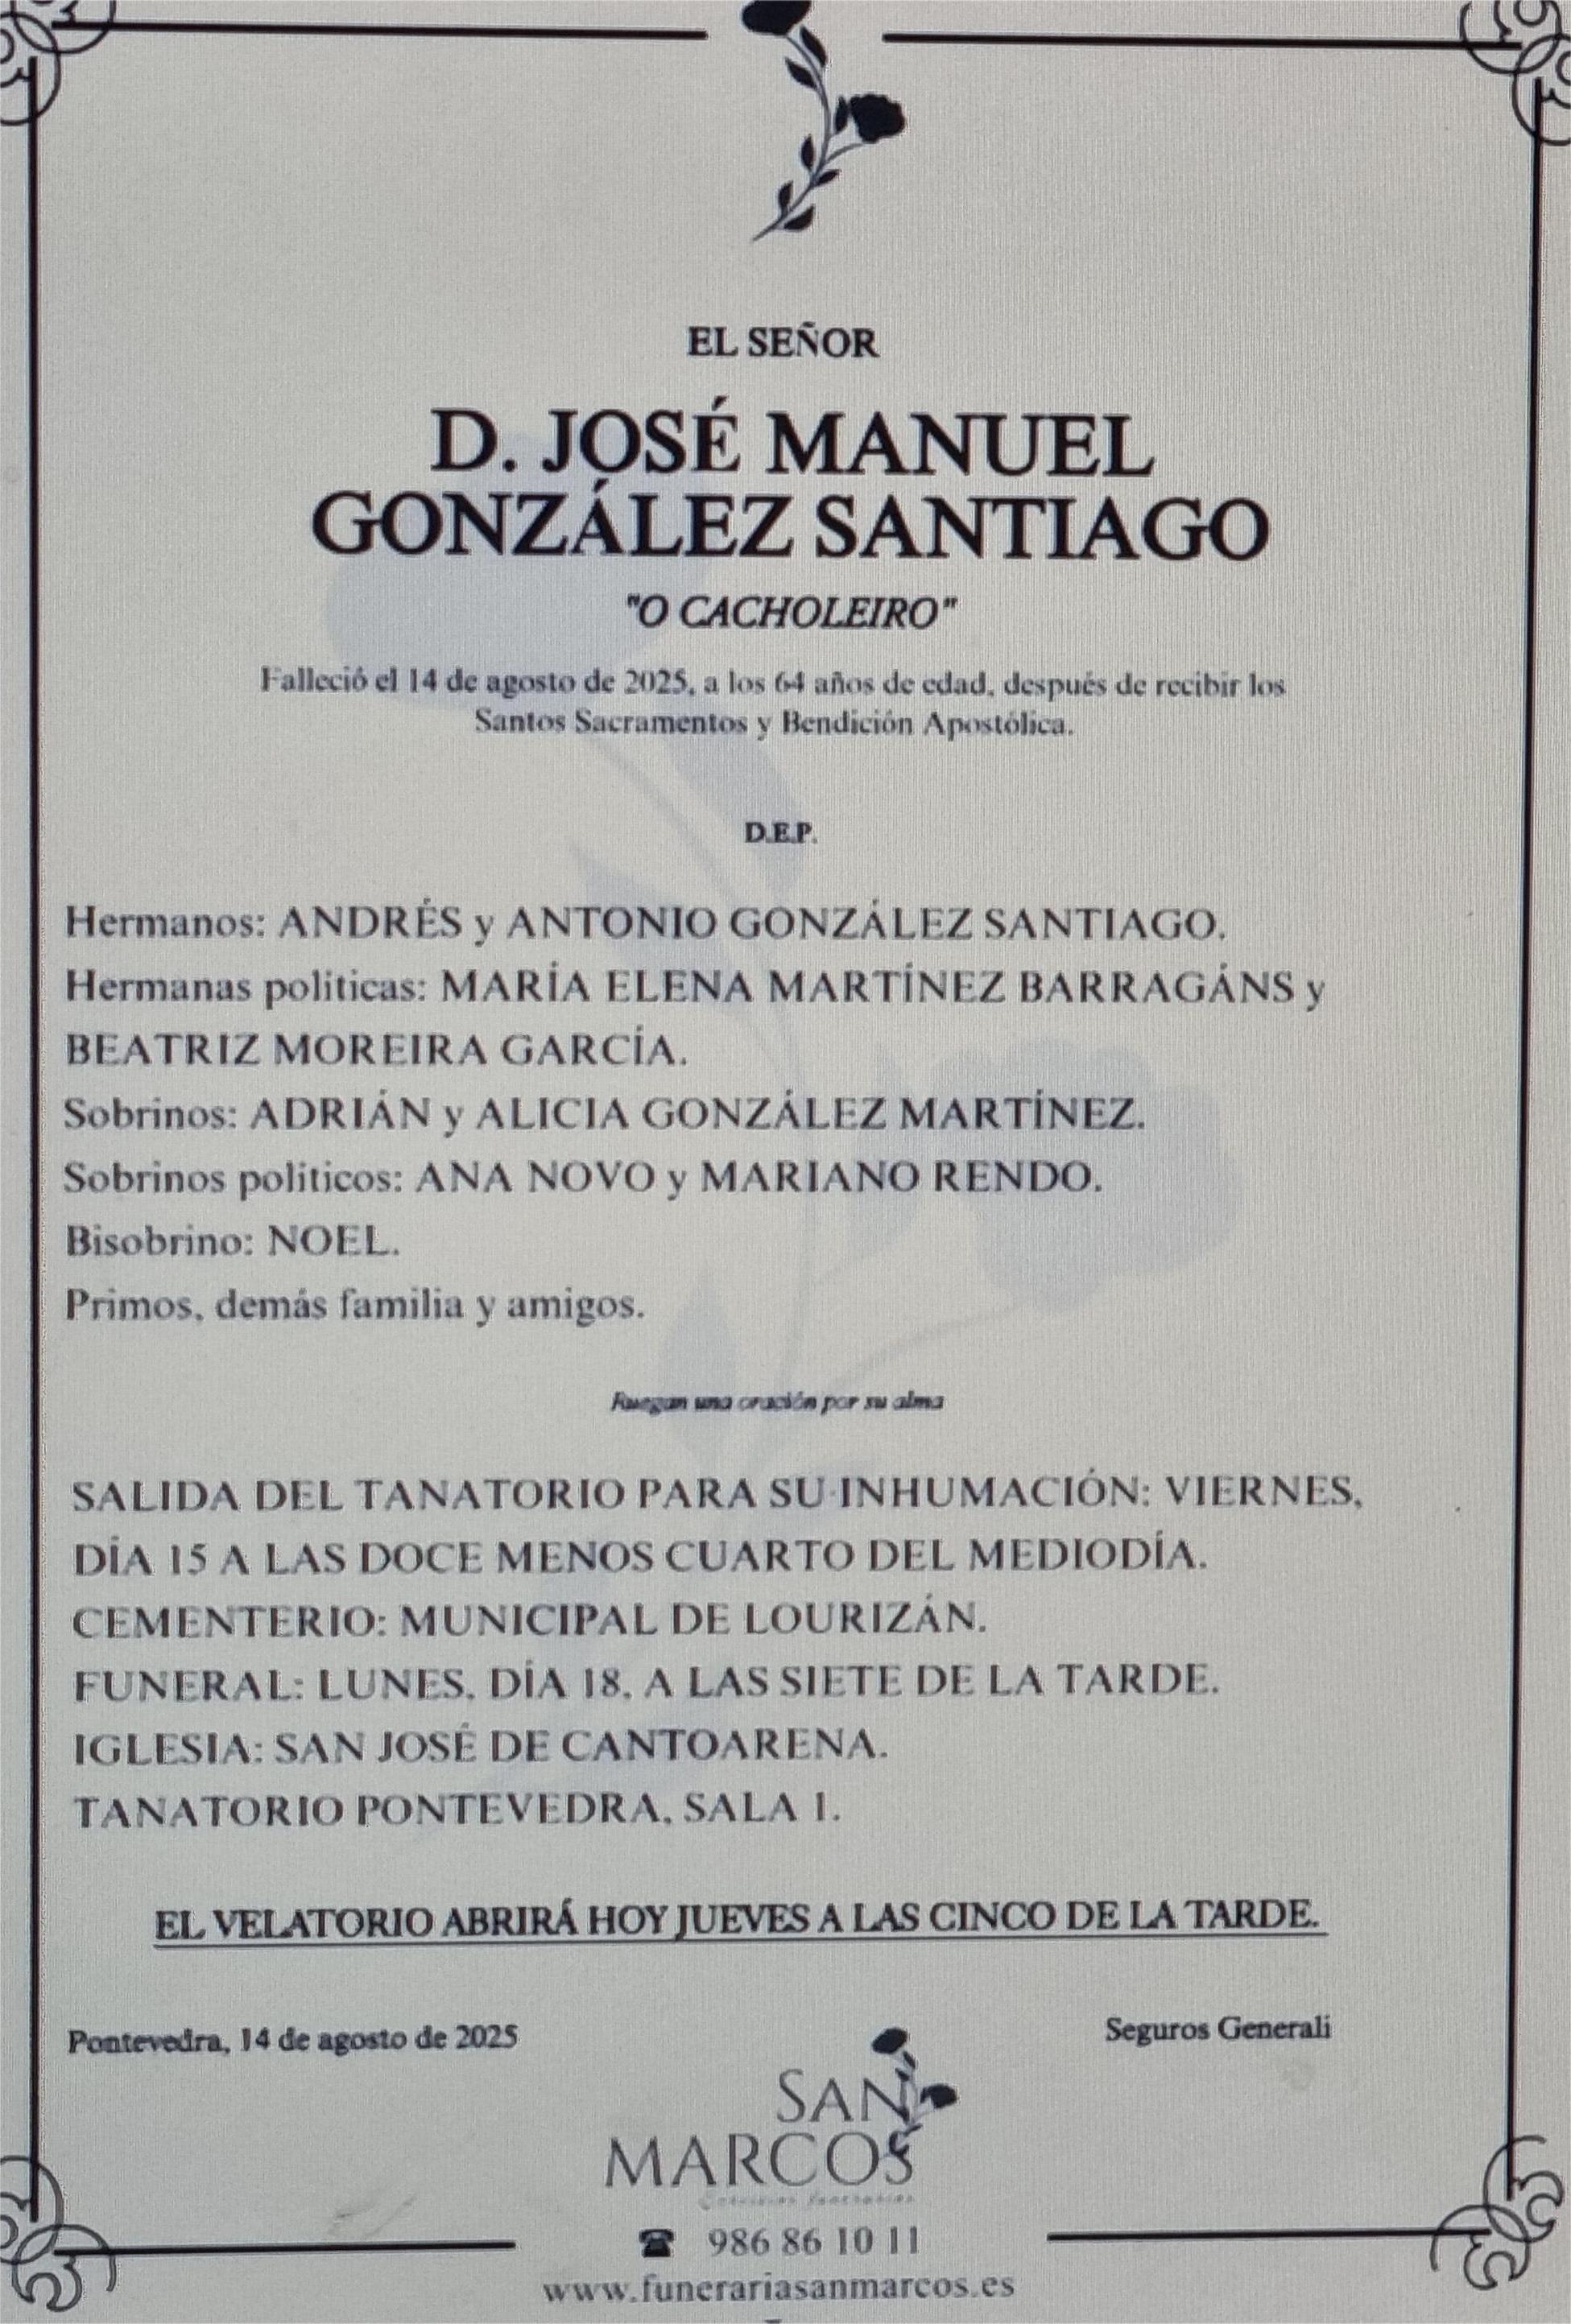 EL SEÑOR
D. JOSÉ MANUEL
GONZÁLEZ SANTIAGO
"O CACHOLEIRO"
Falleció el 14 de agosto de 2025, a los 64 años de edad, después de recibir los
Santos Sacramentos y Bendición Apostólica.
D.E.P.
Hermanos: ANDRÉS y ANTONIO GONZÁLEZ SANTIAGO.
Hermanas políticas: MARÍA ELENA MARTÍNEZ BARRAGÁNS y
BEATRIZ MOREIRA GARCÍA.
Sobrinos: ADRIÁN y ALICIA GONZÁLEZ MARTÍNEZ.
Sobrinos políticos: ANA NOVO y MARIANO RENDO.
Bisobrino: NOEL.
Primos, demás familia y amigos.
Ruegan una oración por su alma
SALIDA DEL TANATORIO PARA SU INHUMACIÓN: VIERNES,
DÍA 15 A LAS DOCE MENOS CUARTO DEL MEDIODÍA.
CEMENTERIO: MUNICIPAL DE LOURIZÁN.
FUNERAL: LUNES, DÍA 18, A LAS SIETE DE LA TARDE.
IGLESIA: SAN JOSÉ DE CANTOARENA.
TANATORIO PONTEVEDRA, SALA 1.
EL VELATORIO ABRIRÁ HOY JUEVES A LAS CINCO DE LA TARDE.
Pontevedra, 14 de agosto de 2025
Seguros Generali
SAN
MARCOS
Servicios funerarios
☎ 986 86 10 11
www.funerariasanmarcos.es